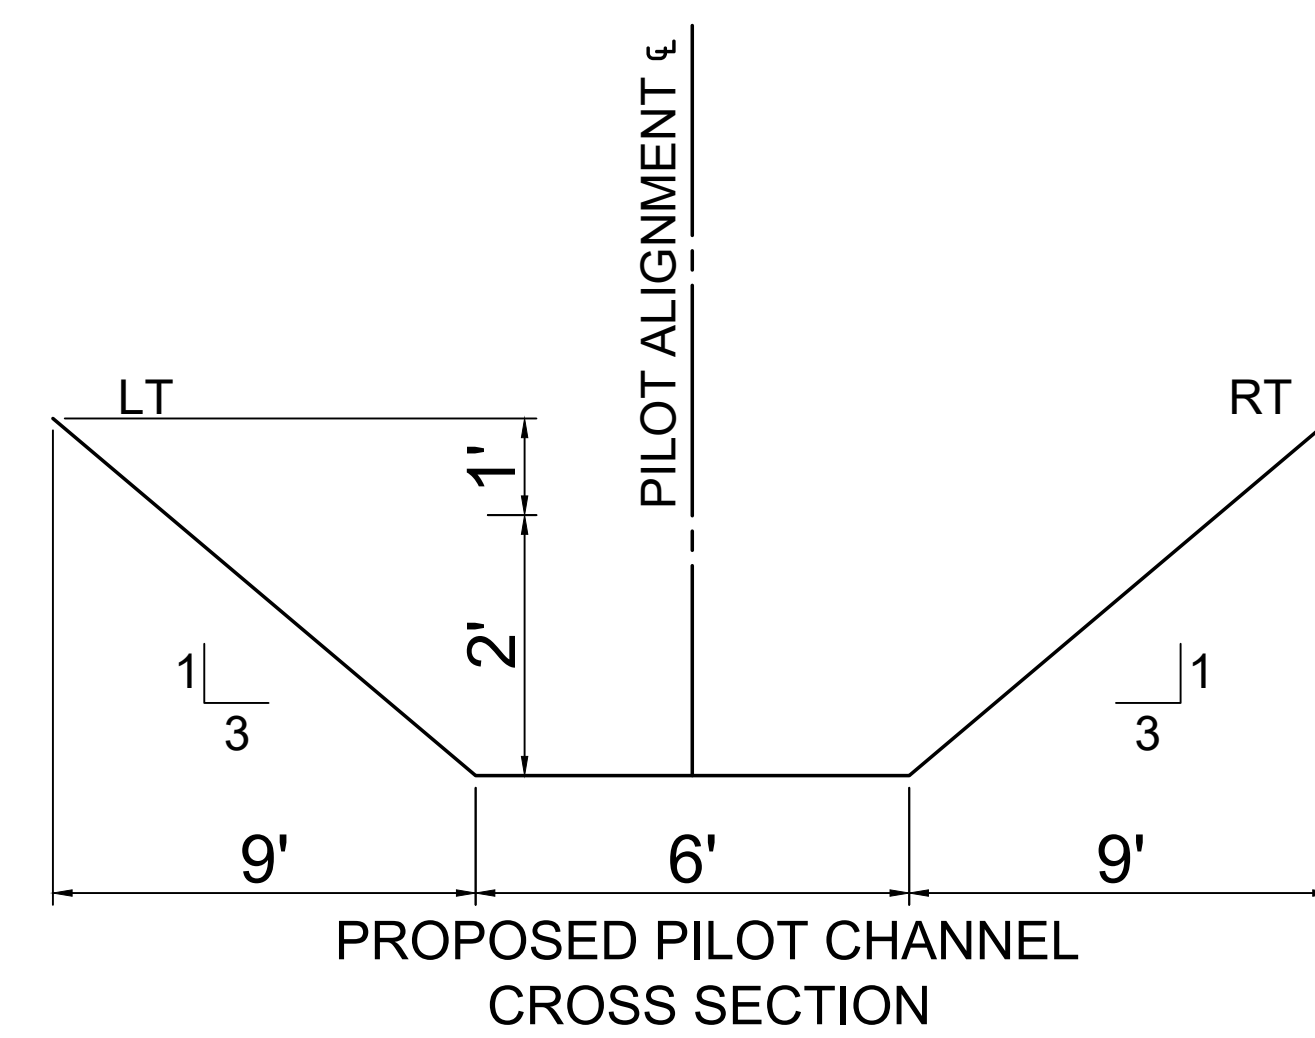 PILOT ALIGNMENT ℄
LT
RT
1'
2'
1
3
1
3
9'
6'
9'
PROPOSED PILOT CHANNEL
CROSS SECTION